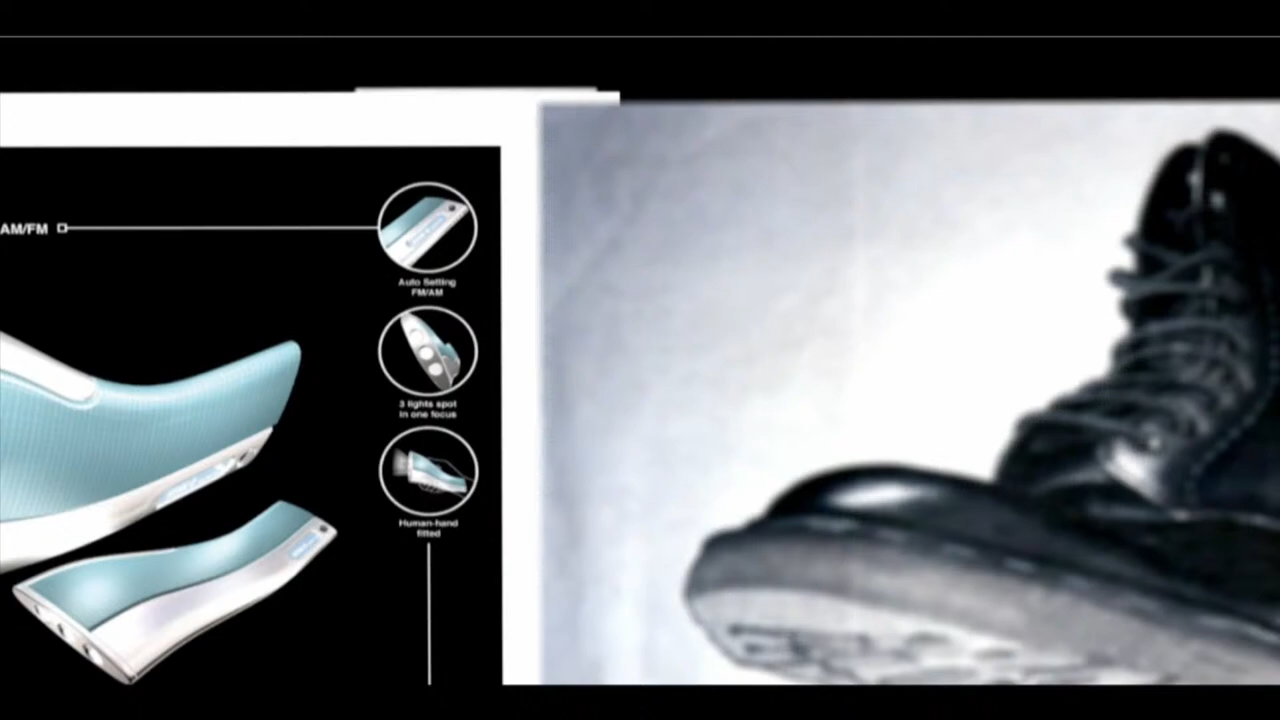 AM/FM
Auto Setting
FM/AM
3 lights spot
in one focus
Human-hand
fitted